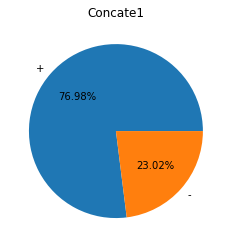 Concate1
+
76.98%
23.02%
-